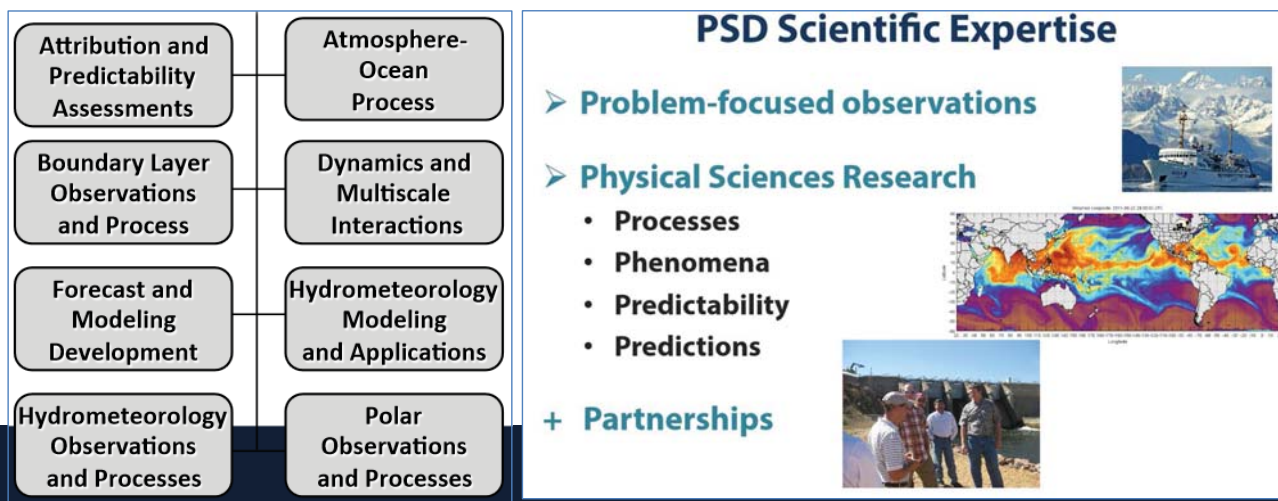 Attribution and
Predictability
Assessments
Atmosphere-
Ocean
Process
Boundary Layer
Observations
and Process
Dynamics and
Multiscale
Interactions
Forecast and
Modeling
Development
Hydrometeorology
Modeling
and Applications
Hydrometeorology
Observations
and Processes
Polar
Observations
and Processes
PSD Scientific Expertise
➢ Problem-focused observations
➢ Physical Sciences Research
• Processes
• Phenomena
• Predictability
• Predictions
+ Partnerships
Latitude
Longitude